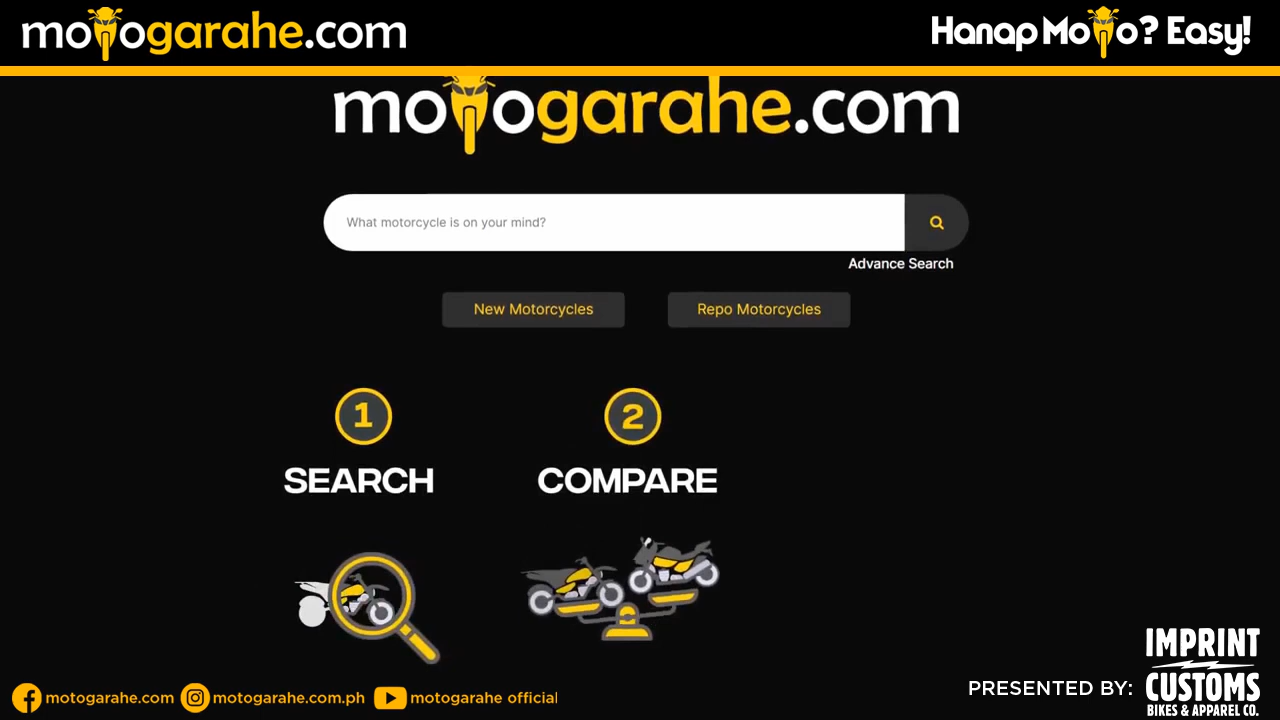 motogarahe.com
Hanap Moto? Easy!
motogarahe.com
What motorcycle is on your mind?
Advance Search
New Motorcycles
Repo Motorcycles
1
2
SEARCH
COMPARE
motogarahe.com
motogarahe.com.ph
motogarahe official
PRESENTED BY:
IMPRINT
CUSTOMS
BIKES & APPAREL CO.